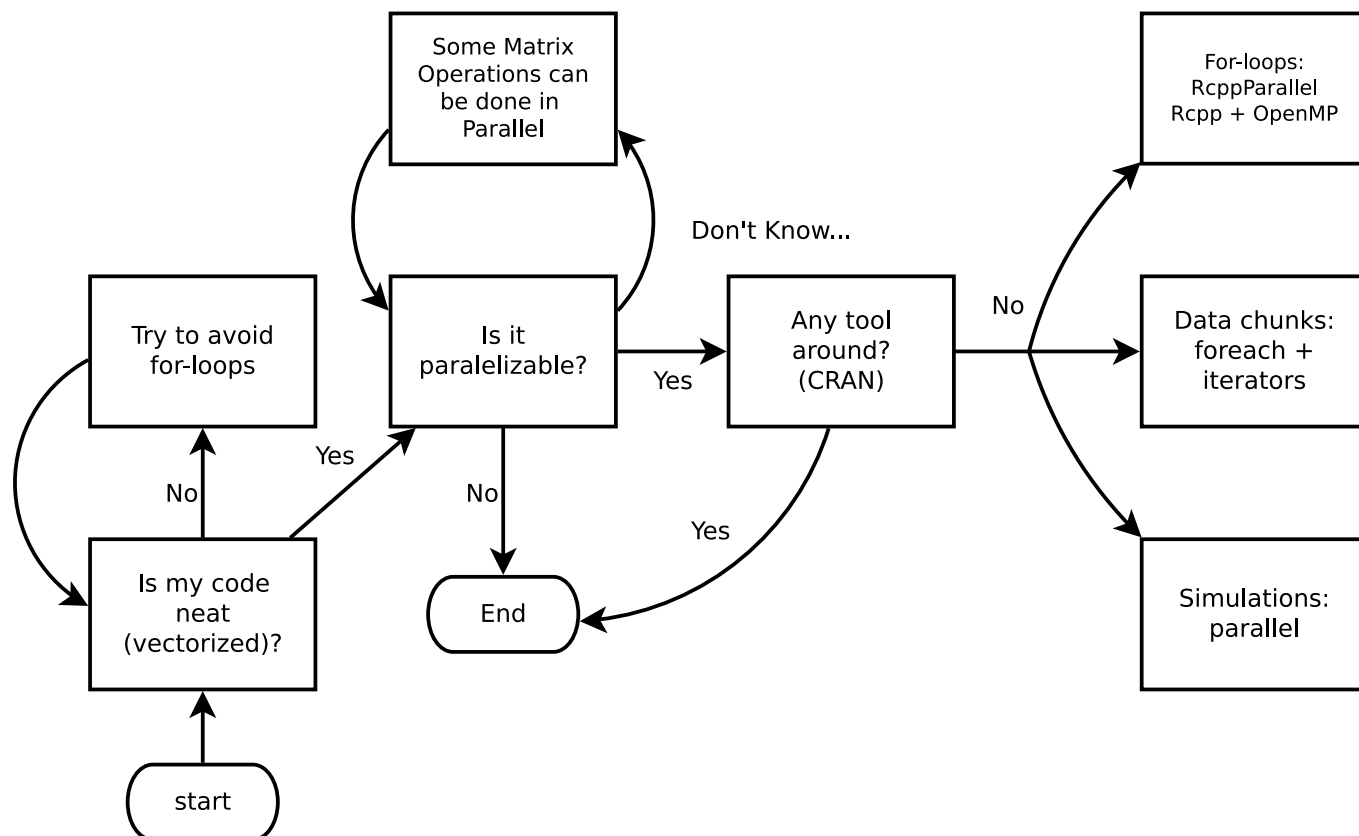 Some Matrix
Operations can
be done in
Parallel
For-loops:
RcppParallel
Rcpp + OpenMP
Don't Know...
Try to avoid
for-loops
Is it
paralelizable?
Yes
Any tool
around?
(CRAN)
No
Data chunks:
foreach +
iterators
No
Yes
No
Yes
Is my code
neat
(vectorized)?
End
Simulations:
parallel
start